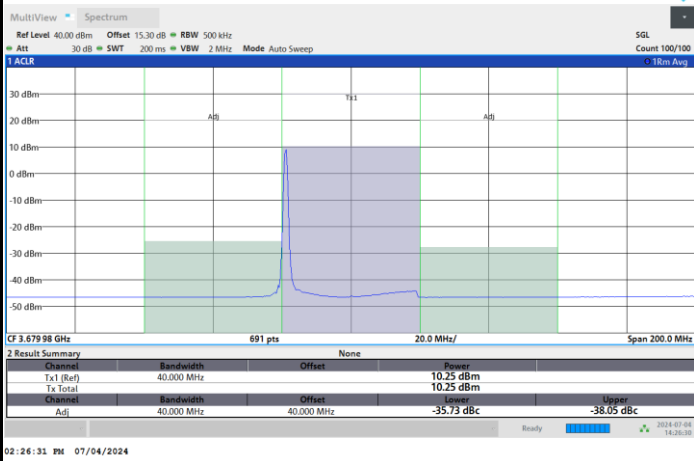 MultiView Spectrum
Ref Level 40.00 dBm Offset 15.30 dB RBW 500 kHz SGL
Att 30 dB SWT 200 ms VBW 2 MHz Mode Auto Sweep Count 100/100
1 ACLR 1Rm Avg
30 dBm
Tx1
20 dBm
Adj Adj
10 dBm
0 dBm
-10 dBm
-20 dBm
-30 dBm
-40 dBm
-50 dBm
CF 3.67998 GHz 691 pts 20.0 MHz/ Span 200.0 MHz
2 Result Summary None
Channel Bandwidth Offset Power
Tx1 (Ref) 40.000 MHz 10.25 dBm
Tx Total 10.25 dBm
Channel Bandwidth Offset Lower Upper
Adj 40.000 MHz 40.000 MHz -35.73 dBc -38.05 dBc
Ready 2024-07-08
14:26:30
02:26:31 PM 07/04/2024